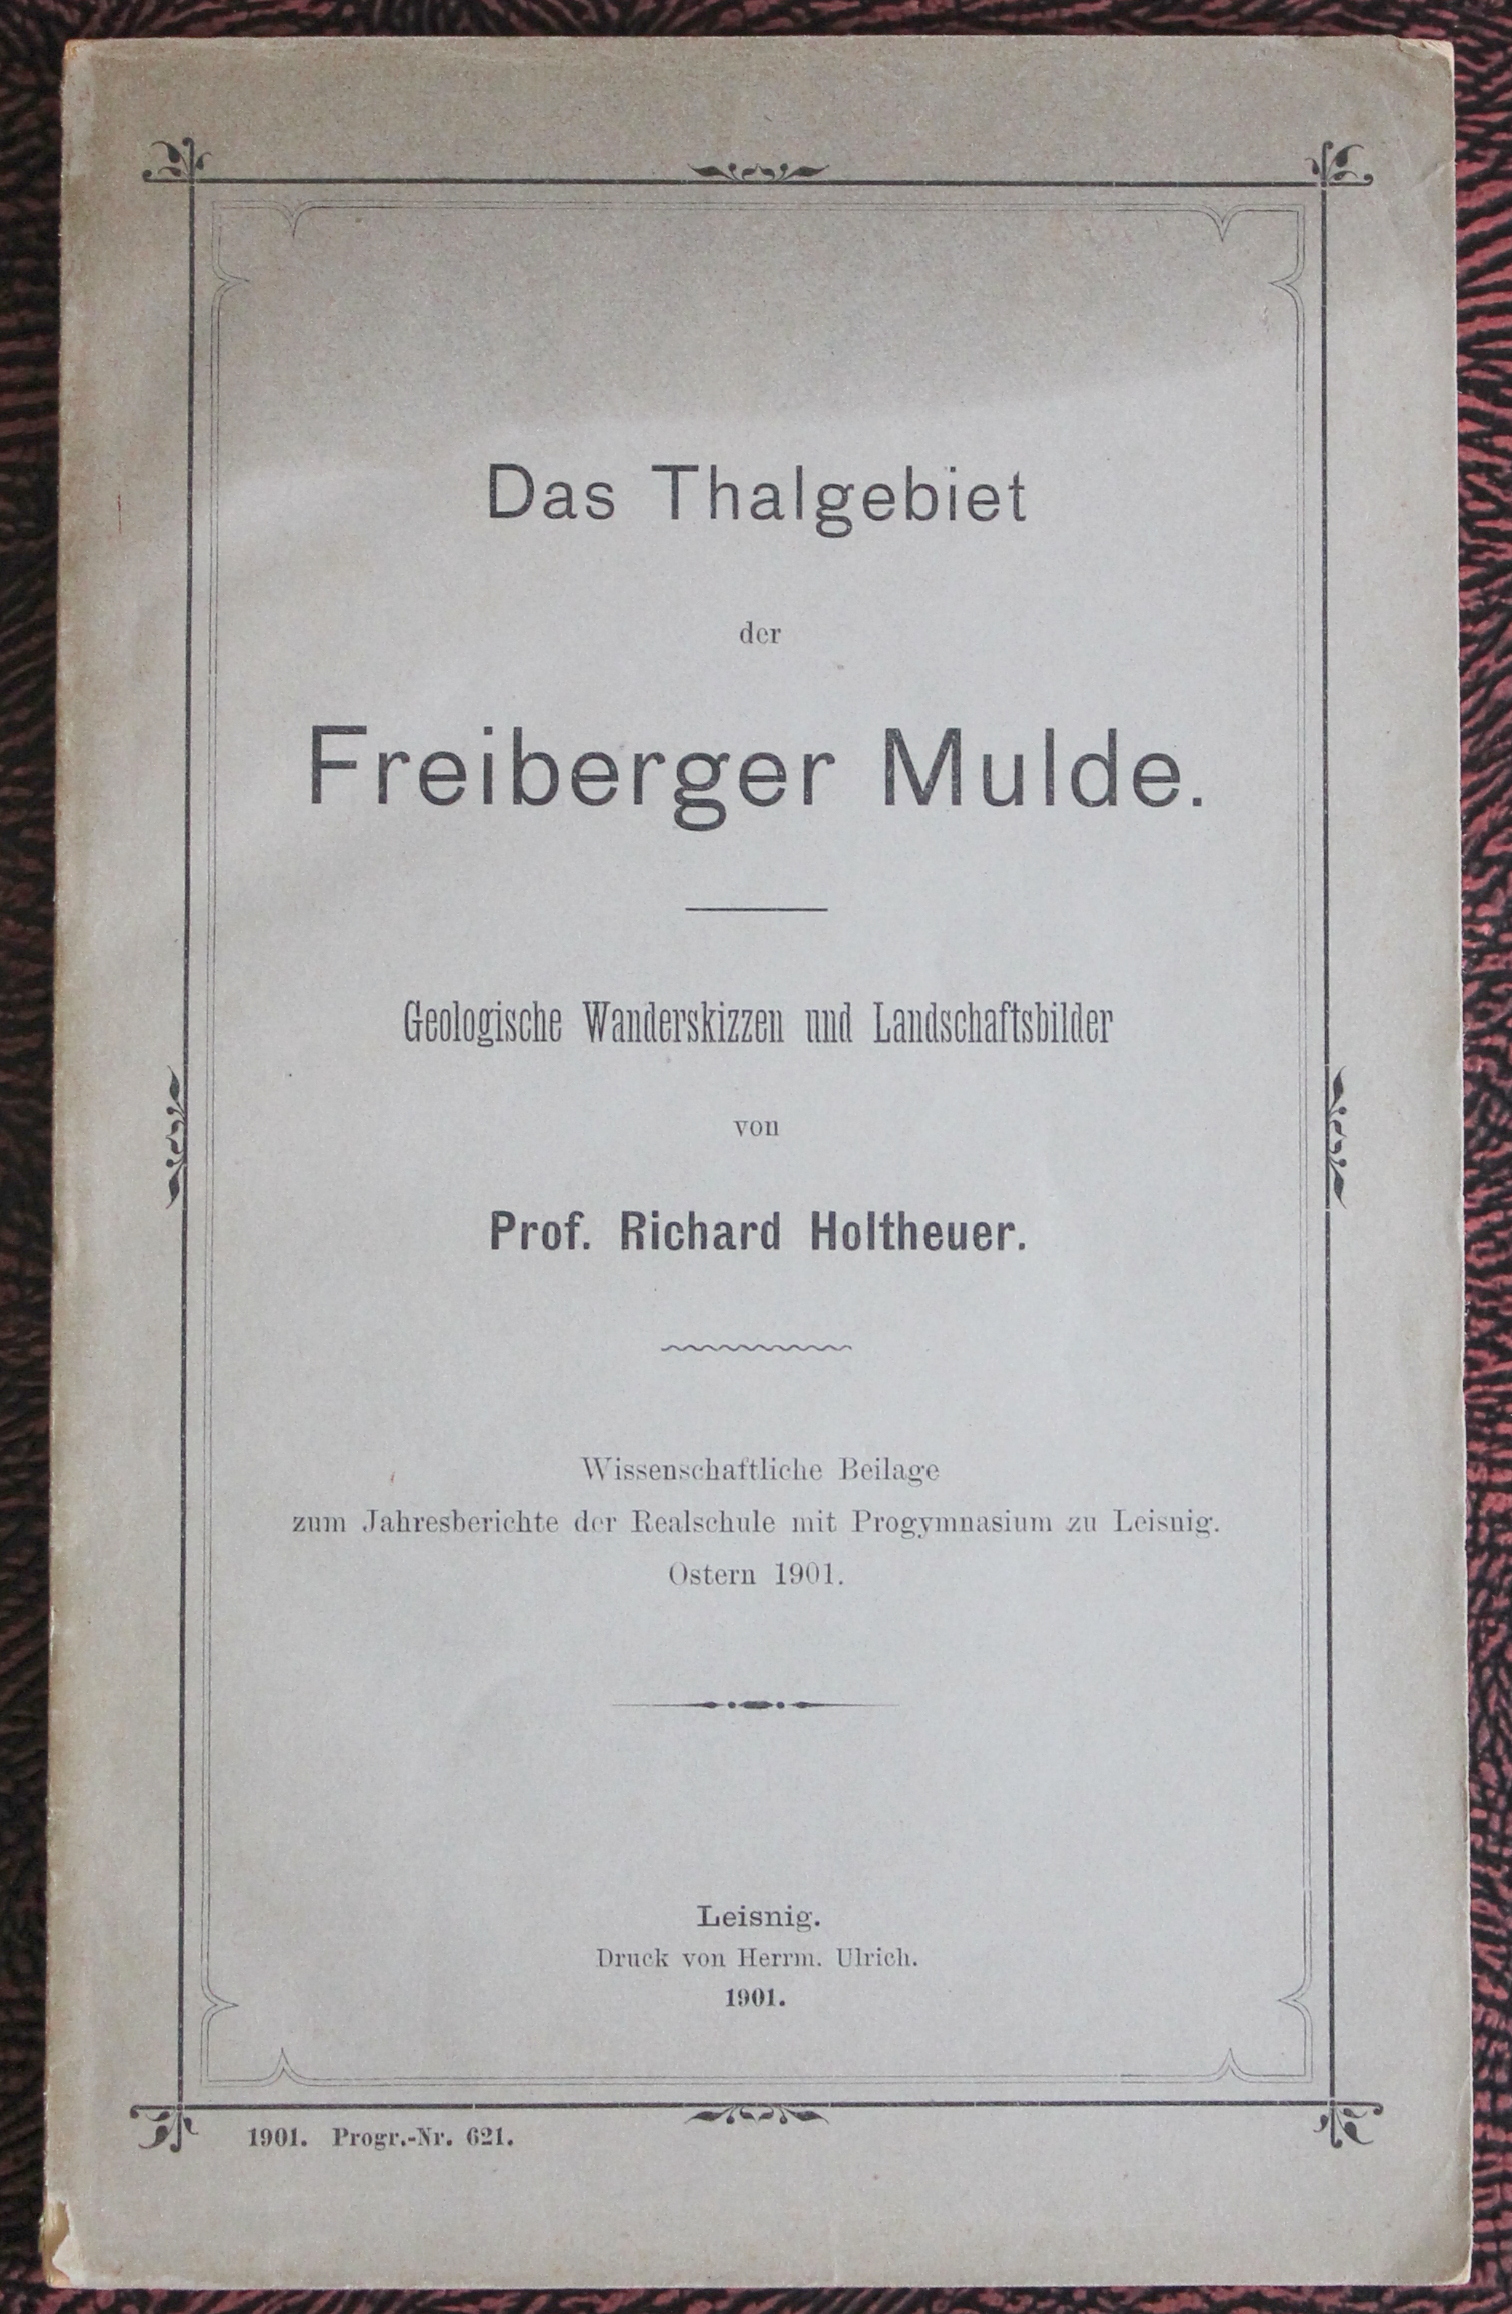 Das Thalgebiet
der
Freiberger Mulde.
Geologische Wanderskizzen und Landschaftsbilder
von
Prof. Richard Holtheuer.
Wissenschaftliche Beilage
zum Jahresberichte der Realschule mit Progymnasium zu Leisnig.
Ostern 1901.
Leisnig.
Druck von Herrm. Ulrich.
1901.
1901. Progr.-Nr. 621.